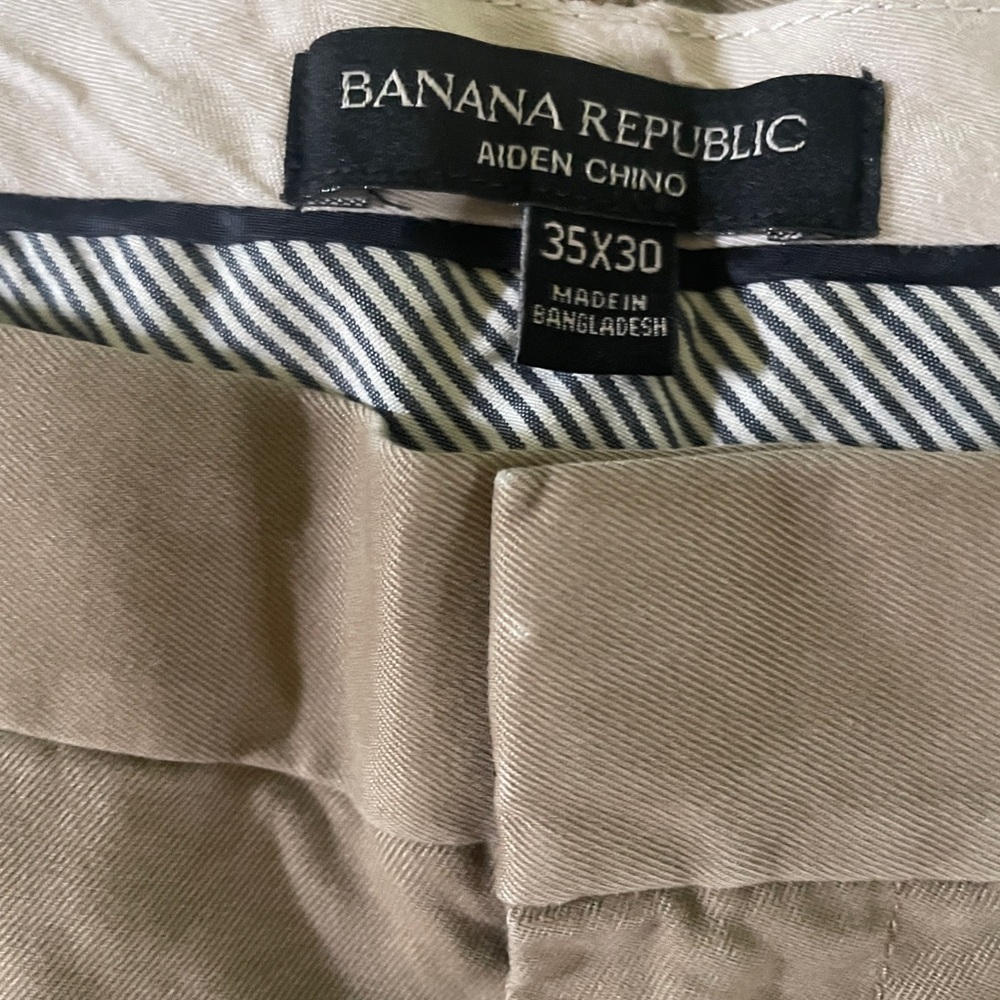 BANANA REPUBLIC
AIDEN CHINO
35X30
MADE IN
BANGLADESH